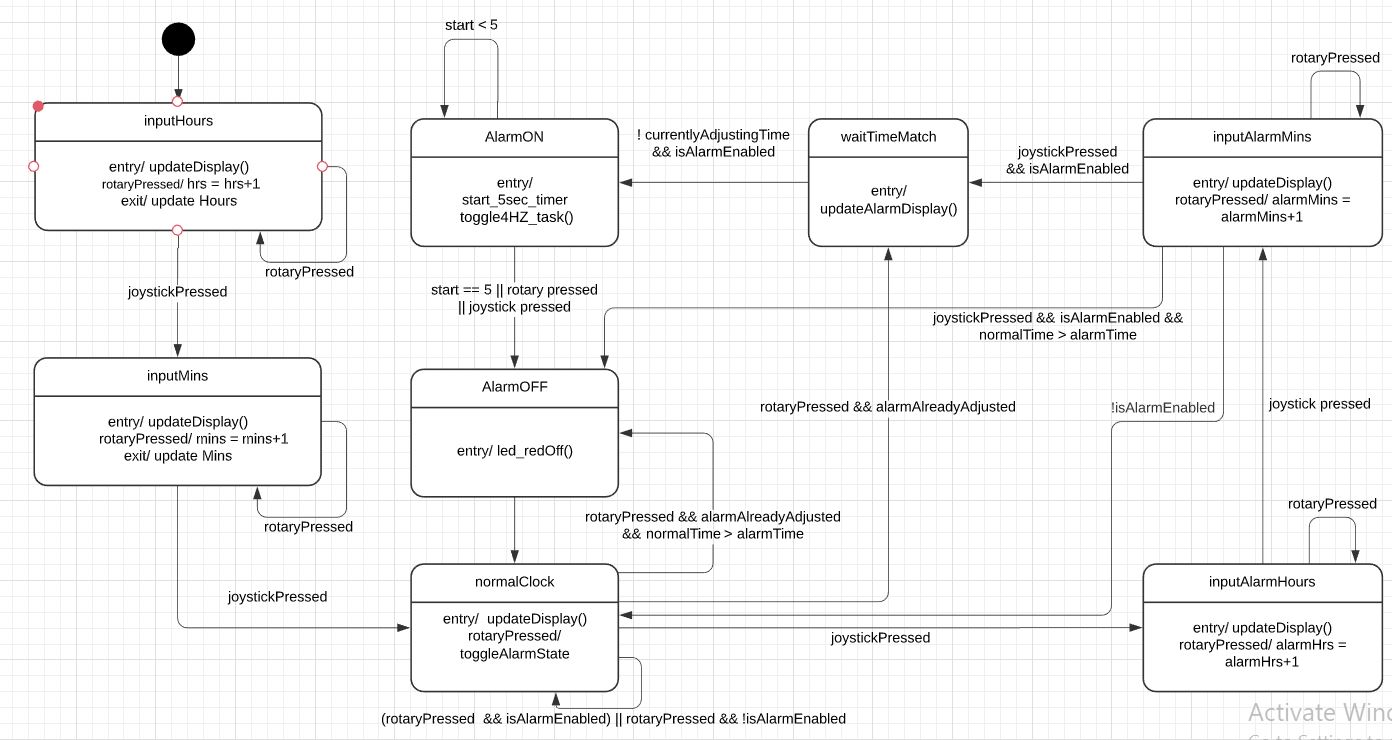 start < 5
rotaryPressed
inputHours
entry/ updateDisplay()
rotaryPressed/ hrs = hrs+1
exit/ update Hours
rotaryPressed
joystickPressed
inputMins
entry/ updateDisplay()
rotaryPressed/ mins = mins+1
exit/ update Mins
rotaryPressed
joystickPressed
AlarmON
entry/
start_5sec_timer
toggle4HZ_task()
! currentlyAdjustingTime
&& isAlarmEnabled
waitTimeMatch
entry/
updateAlarmDisplay()
joystickPressed
&& isAlarmEnabled
inputAlarmMins
entry/ updateDisplay()
rotaryPressed/ alarmMins =
alarmMins+1
start == 5 || rotary pressed
|| joystick pressed
joystickPressed && isAlarmEnabled &&
normalTime > alarmTime
AlarmOFF
entry/ led_redOff()
rotaryPressed && alarmAlreadyAdjusted
!isAlarmEnabled
joystick pressed
rotaryPressed && alarmAlreadyAdjusted
&& normalTime > alarmTime
rotaryPressed
normalClock
entry/  updateDisplay()
rotaryPressed/
toggleAlarmState
joystickPressed
inputAlarmHours
entry/ updateDisplay()
rotaryPressed/ alarmHrs =
alarmHrs+1
(rotaryPressed  && isAlarmEnabled) || rotaryPressed && !isAlarmEnabled
Activate